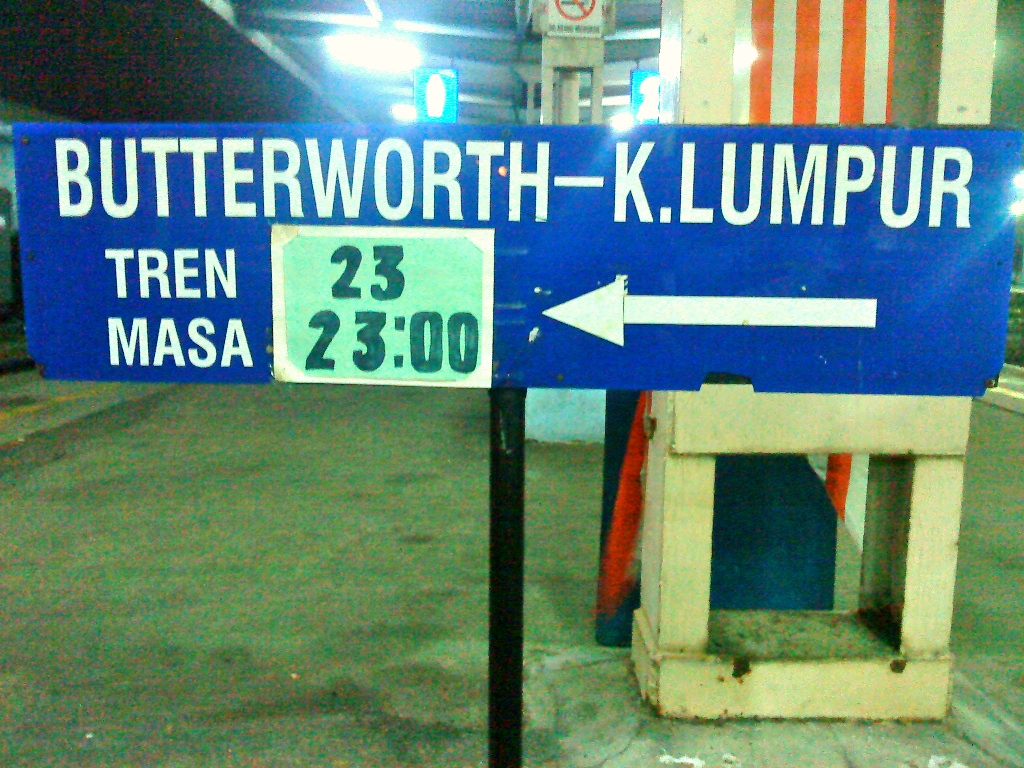 BUTTERWORTH–K.LUMPUR
TREN 23
MASA 23:00